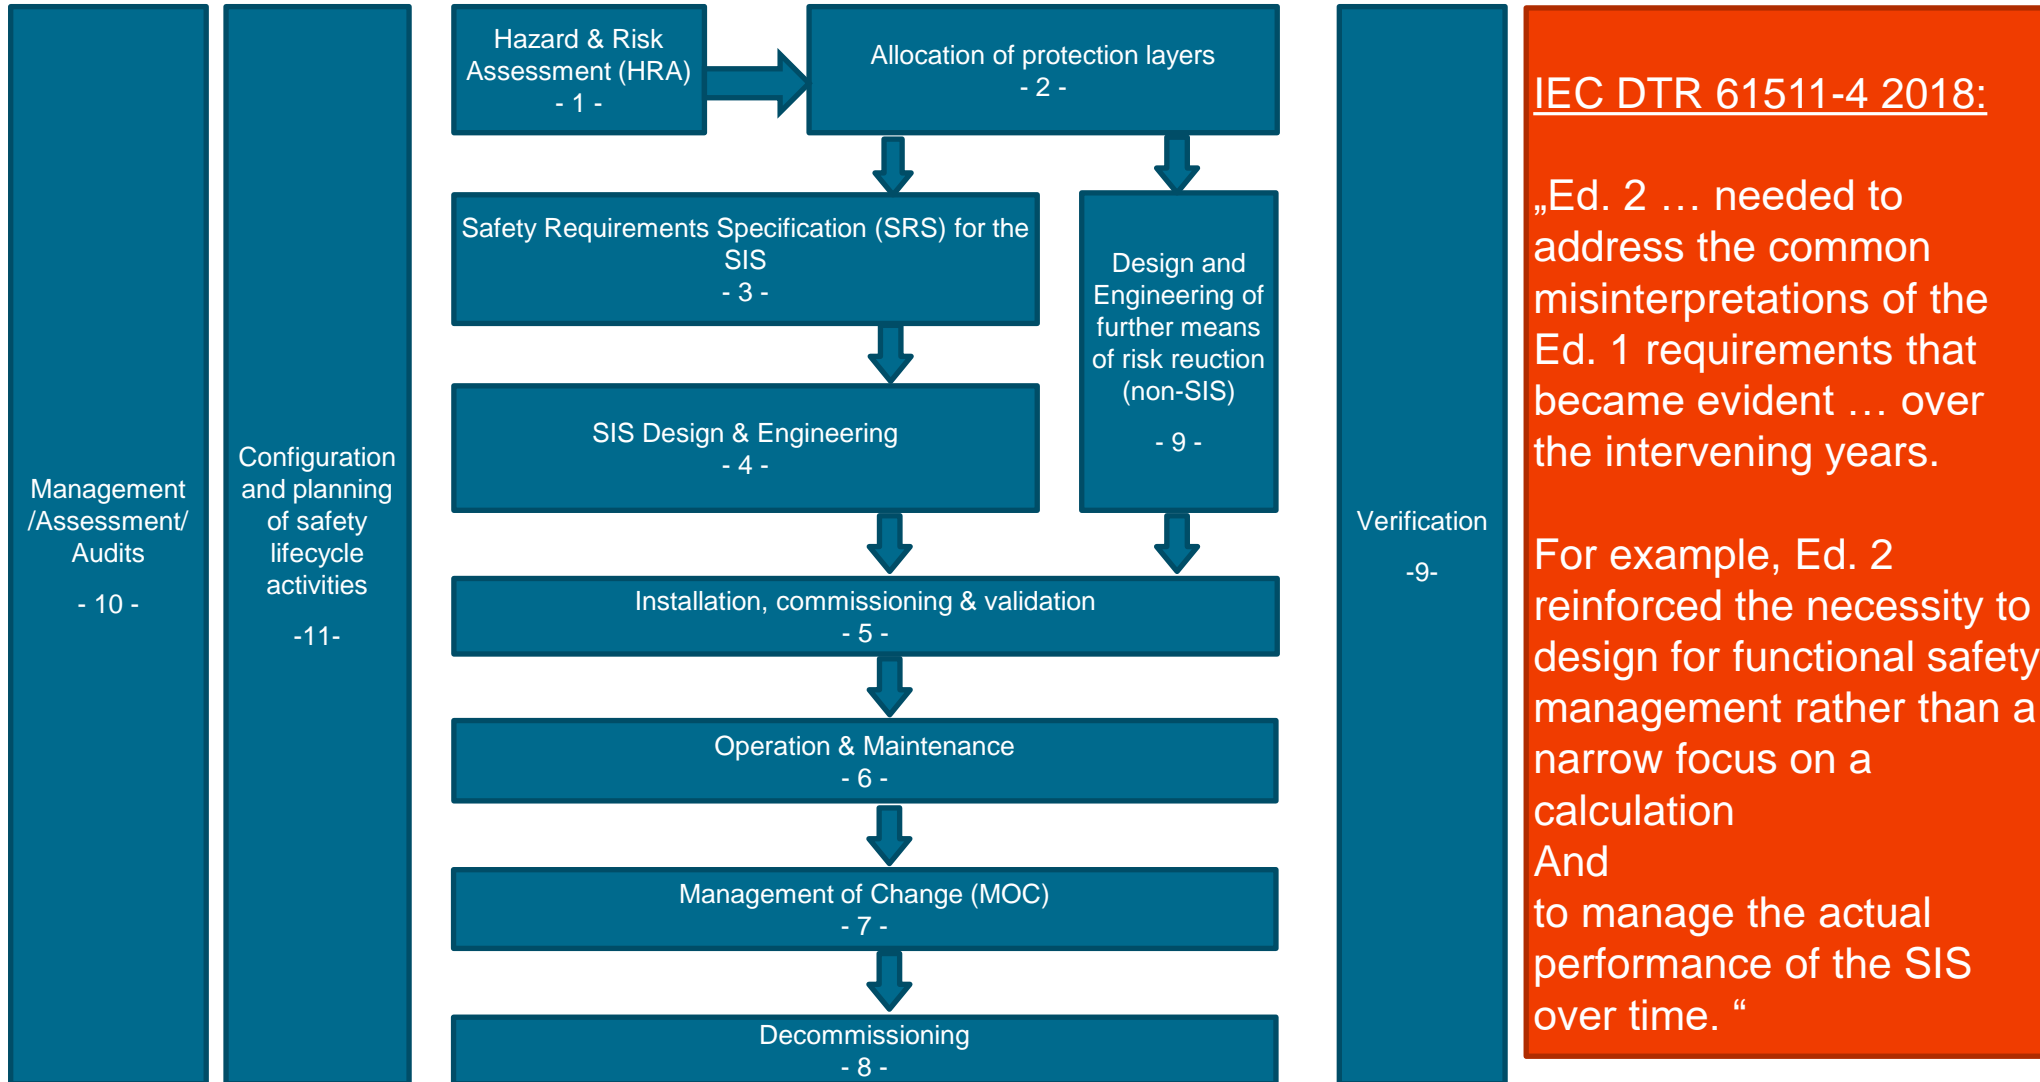 Management
/Assessment/
Audits
- 10 -
Configuration
and planning
of safety
lifecycle
activities
-11-
Hazard & Risk
Assessment (HRA)
- 1 -
Allocation of protection layers
- 2 -
Safety Requirements Specification (SRS) for the
SIS
- 3 -
SIS Design & Engineering
- 4 -
Design and
Engineering of
further means
of risk reuction
(non-SIS)
- 9 -
Installation, commissioning & validation
- 5 -
Operation & Maintenance
- 6 -
Management of Change (MOC)
- 7 -
Decommissioning
- 8 -
Verification
-9-
IEC DTR 61511-4 2018:
„Ed. 2 … needed to
address the common
misinterpretations of the
Ed. 1 requirements that
became evident … over
the intervening years.
For example, Ed. 2
reinforced the necessity to
design for functional safety
management rather than a
narrow focus on a
calculation
And
to manage the actual
performance of the SIS
over time. “